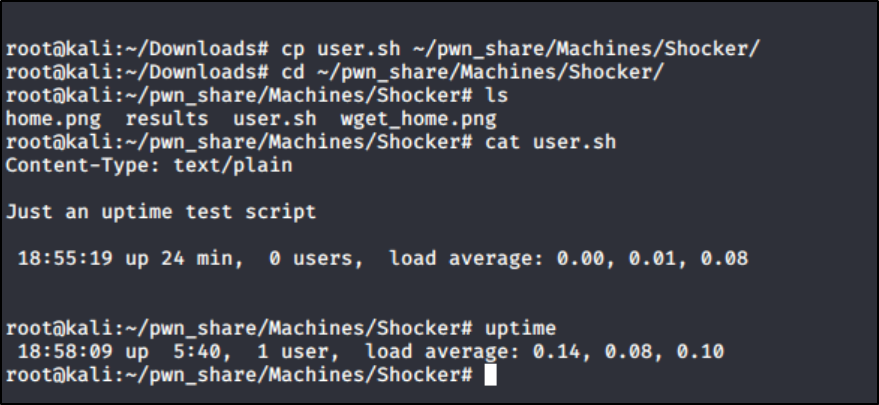 root@kali:~/Downloads# cp user.sh ~/pwn_share/Machines/Shocker/
root@kali:~/Downloads# cd ~/pwn_share/Machines/Shocker/
root@kali:~/pwn_share/Machines/Shocker# ls
home.png  results  user.sh  wget_home.png
root@kali:~/pwn_share/Machines/Shocker# cat user.sh
Content-Type: text/plain
Just an uptime test script
 18:55:19 up 24 min,  0 users,  load average: 0.00, 0.01, 0.08
root@kali:~/pwn_share/Machines/Shocker# uptime
 18:58:09 up  5:40,  1 user,  load average: 0.14, 0.08, 0.10
root@kali:~/pwn_share/Machines/Shocker#